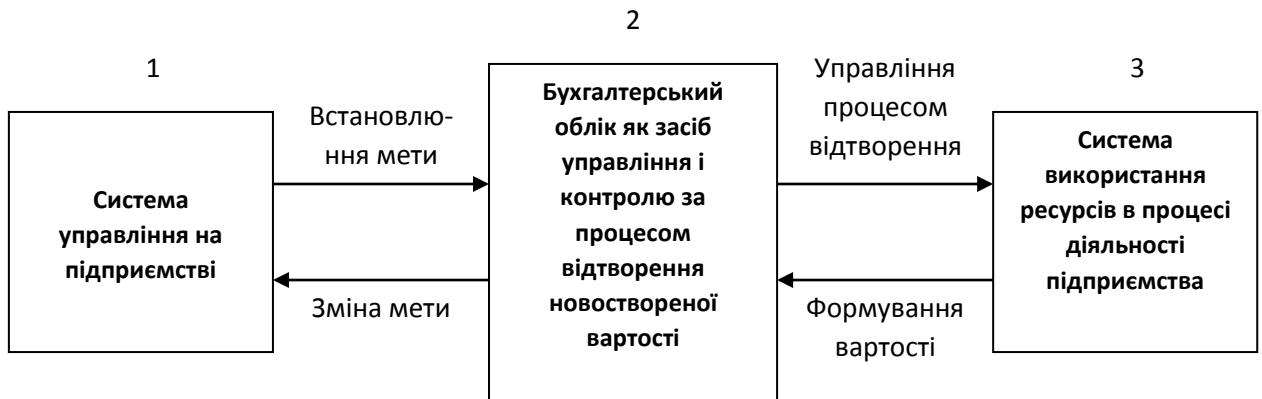 1
Система
управління на
підприємстві
Встановлю-
ння мети
Зміна мети
2
Бухгалтерський
облік як засіб
управління і
контролю за
процесом
відтворення
новоствореної
вартості
Управління
процесом
відтворення
Формування
вартості
3
Система
використання
ресурсів в процесі
діяльності
підприємства